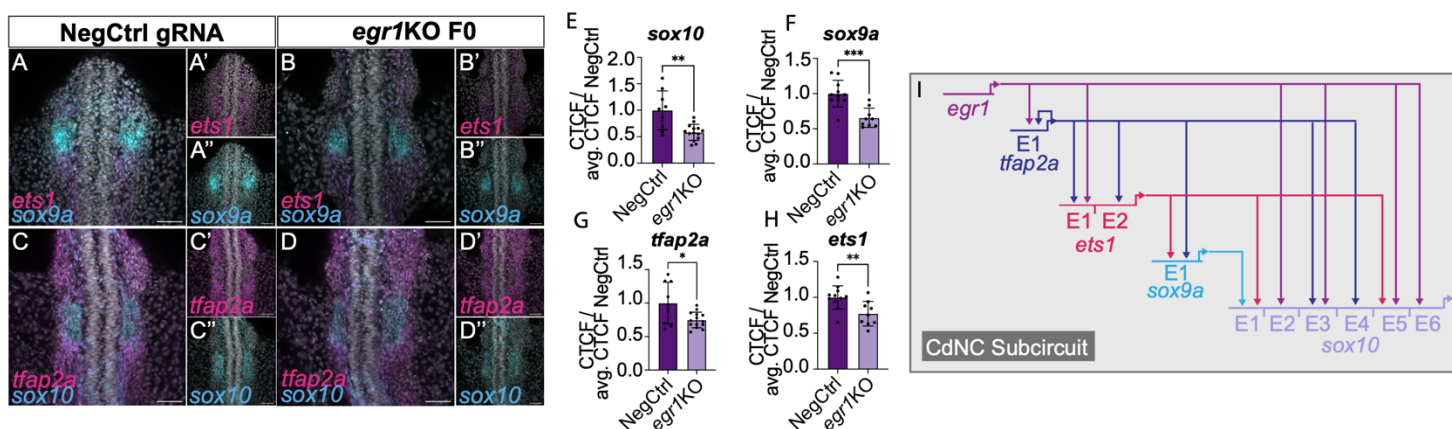 NegCtrl gRNA
egr1KO F0
A
ets1
sox9a
A'
ets1
A''
sox9a
B
ets1
sox9a
B'
ets1
B''
sox9a
C
tfap2a
sox10
C'
tfap2a
C''
sox10
D
tfap2a
sox10
D'
tfap2a
D''
sox10
E
sox10
CTCF /
avg. CTCF NegCtrl
2.0
1.5
1.0
0.5
0.0
**
NegCtrl
egr1KO
F
sox9a
CTCF /
avg. CTCF NegCtrl
1.5
1.0
0.5
0.0
***
NegCtrl
egr1KO
G
tfap2a
CTCF /
avg. CTCF NegCtrl
1.5
1.0
0.5
0.0
*
NegCtrl
egr1KO
H
ets1
CTCF /
avg. CTCF NegCtrl
1.5
1.0
0.5
0.0
**
NegCtrl
egr1KO
I
egr1
E1
tfap2a
E1 E2
ets1
E1
sox9a
E1 E2 E3 E4 E5 E6
sox10
CdNC Subcircuit